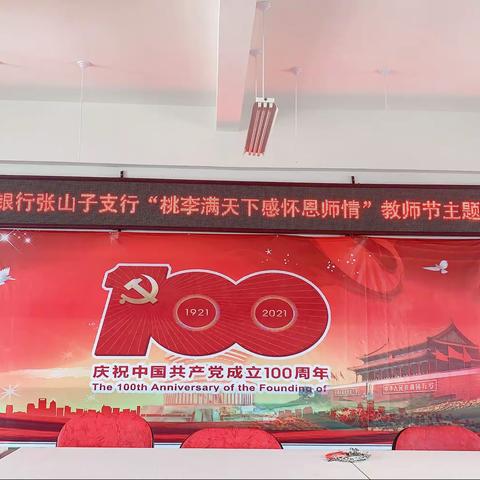 银行张山子支行“桃李满天下感怀恩师情”教师节主题
1921
2021
100
庆祝中国共产党成立100周年
The 100th Anniversary of the Founding of